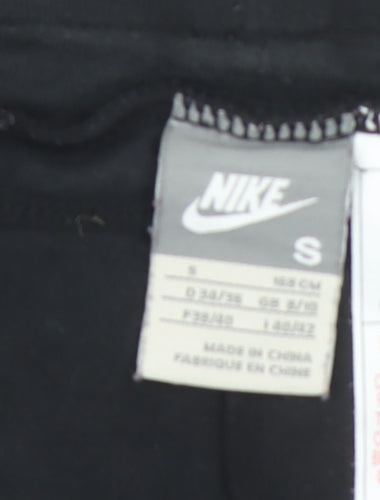 NIKE
S
S 168 CM
D 34/36 GB 8/10
F 38/40 I 40/42
MADE IN CHINA
FABRIQUE EN CHINE